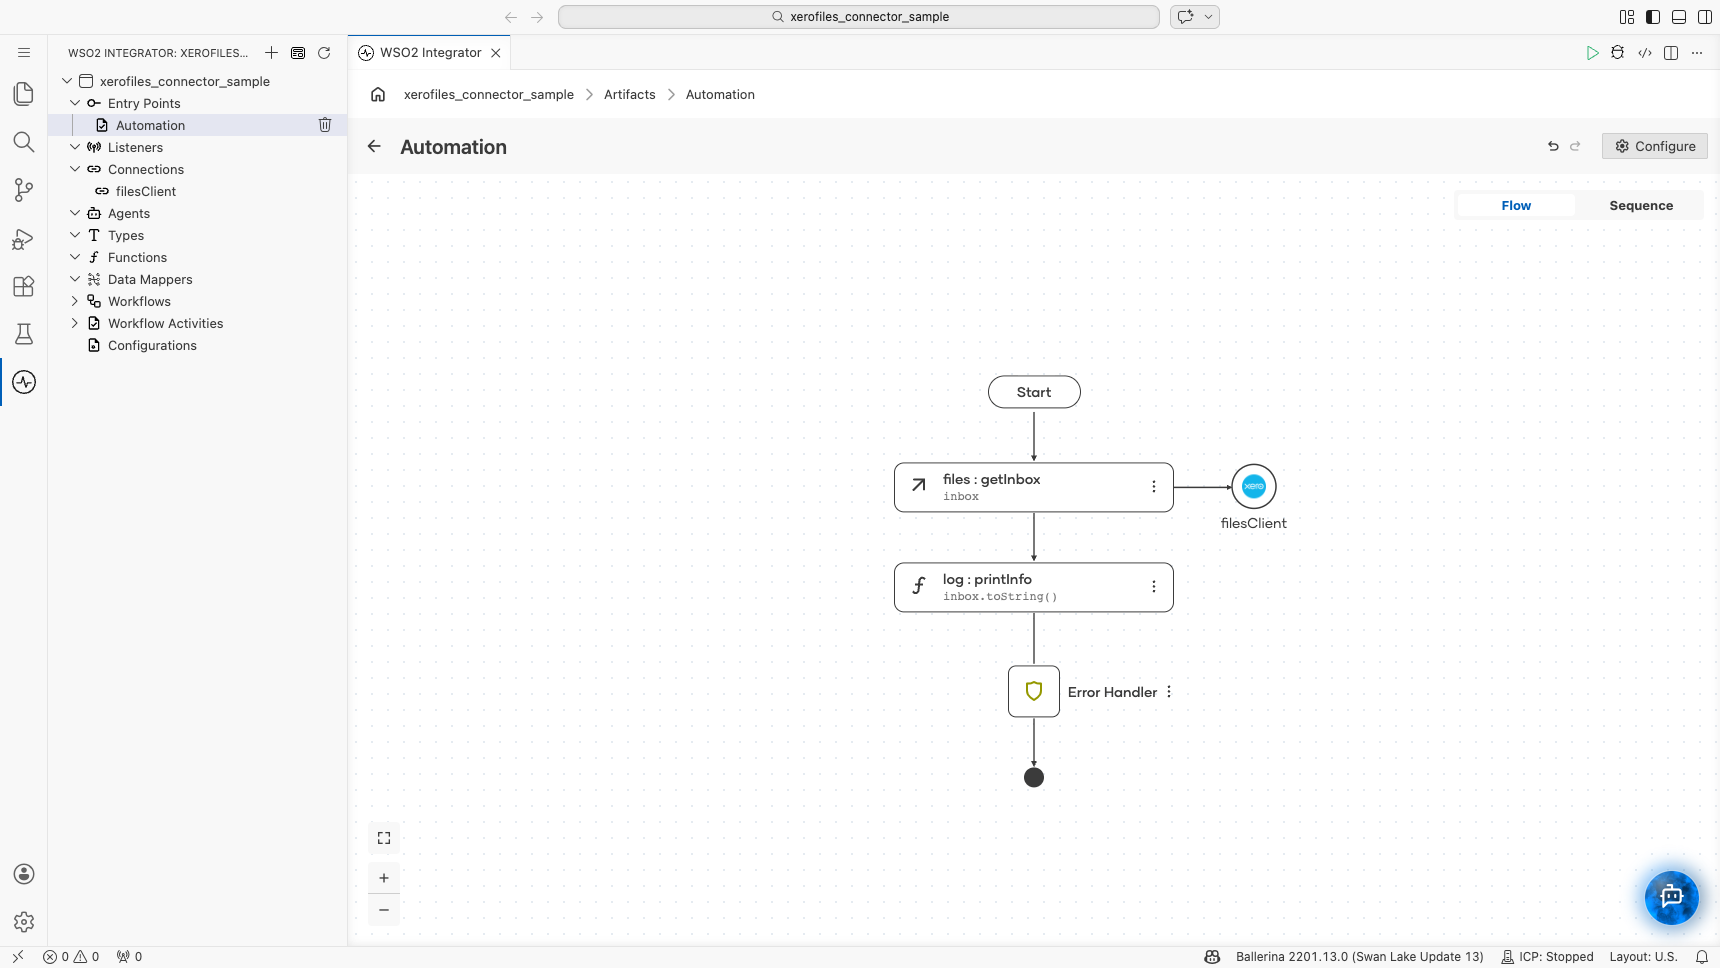 xerofiles_connector_sample
WSO2 INTEGRATOR: XEROFILES...
WSO2 Integrator
xerofiles_connector_sample
Entry Points
Automation
Listeners
Connections
filesClient
Agents
Types
Functions
Data Mappers
Workflows
Workflow Activities
Configurations
xerofiles_connector_sample
Artifacts
Automation
Automation
Configure
Flow
Sequence
Start
files : getInbox
inbox
xero
filesClient
log : printInfo
inbox.toString()
Error Handler
0
0
0
Ballerina 2201.13.0 (Swan Lake Update 13)
ICP: Stopped
Layout: U.S.